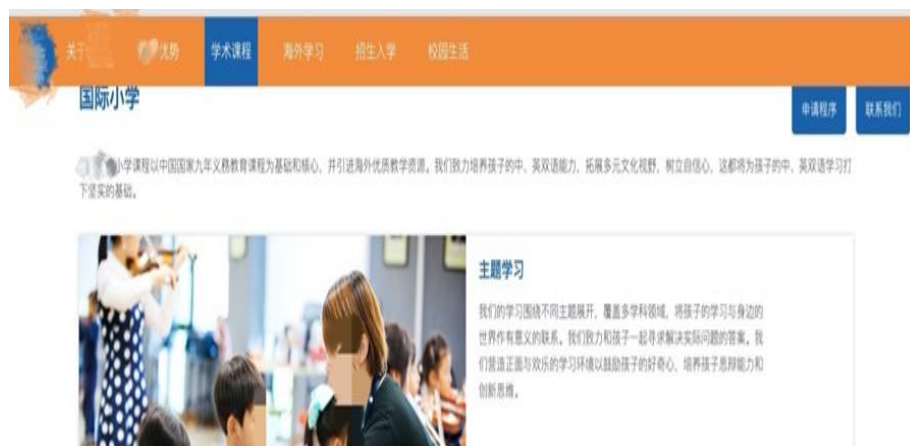 关于
优势
学术课程
海外学习
招生入学
校园生活
国际小学
申请程序
联系我们
小学课程以中国国家九年义務教育课程为基础和核心，并引进海外优质教学资源。我们致力培养孩子的中、英双语能力，拓展多元文化视野，树立自信心，这都将为孩子的中、英双语学习打
下坚实的基础。
主题学习
我们的学习围绕不同主题展开，覆盖多学科领域，将孩子的学习与身边的
世界作有意义的联系。我们致力和孩子一起寻求解决实际问题的答案。我
们营造正面与欢乐的学习环境以鼓励孩子的好奇心，培养孩子思辩能力和
创新思维。